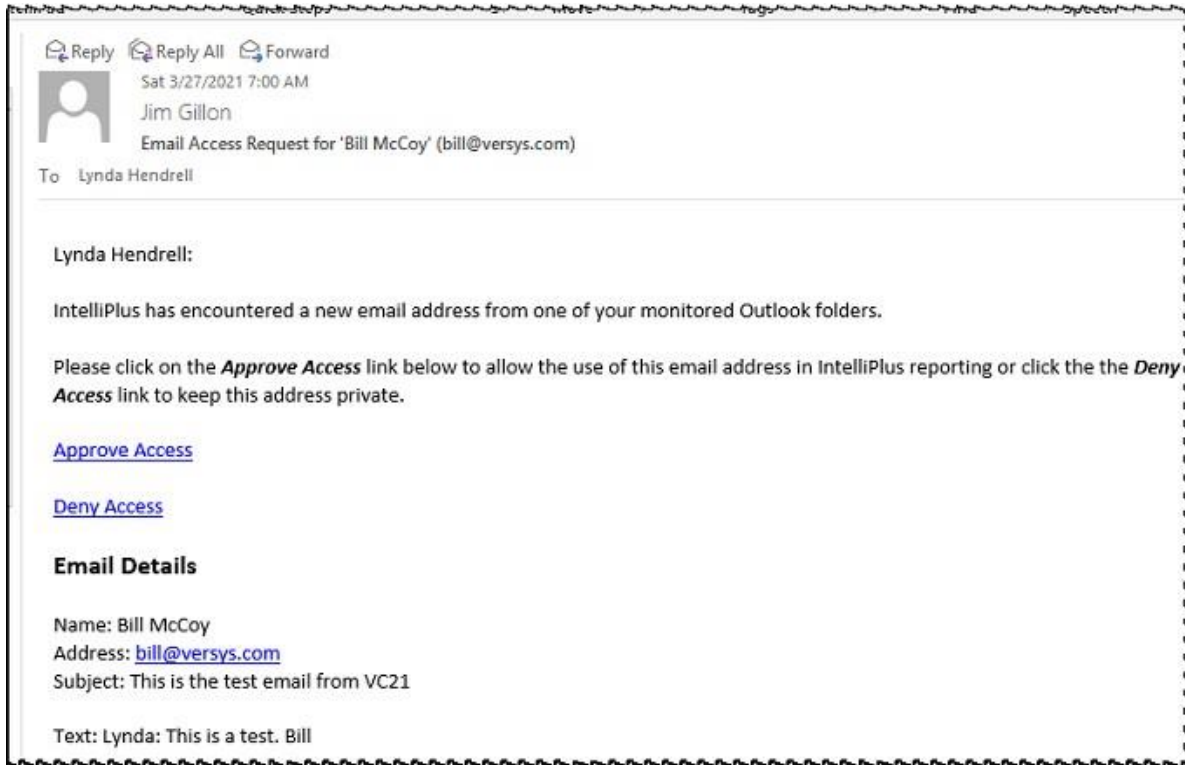 Quick Steps Move Tags
Reply Reply All Forward
Sat 3/27/2021 7:00 AM
Jim Gillon
Email Access Request for 'Bill McCoy' (bill@versys.com)
To Lynda Hendrell
Lynda Hendrell:
IntelliPlus has encountered a new email address from one of your monitored Outlook folders.
Please click on the Approve Access link below to allow the use of this email address in IntelliPlus reporting or click the the Deny
Access link to keep this address private.
Approve Access
Deny Access
Email Details
Name: Bill McCoy
Address: bill@versys.com
Subject: This is the test email from VC21
Text: Lynda: This is a test. Bill